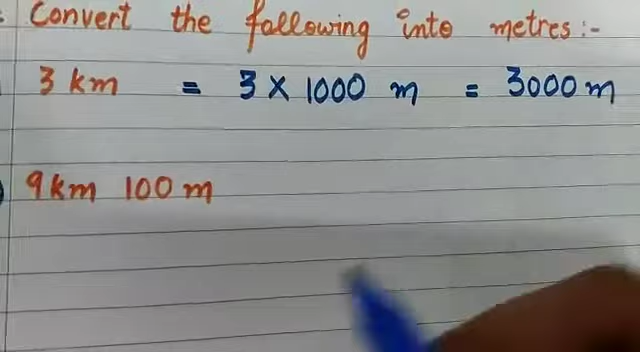 Convert the following into metres :-
3 km = 3 × 1000 m = 3000 m
9 km 100 m